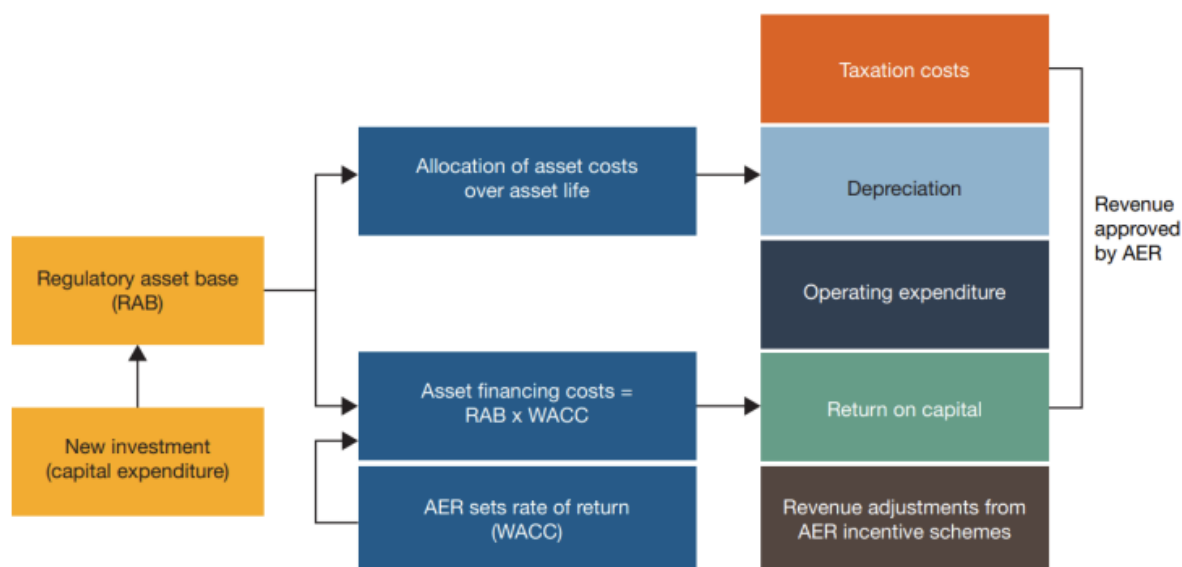 Regulatory asset base
(RAB)
New investment
(capital expenditure)
Allocation of asset costs
over asset life
Asset financing costs =
RAB x WACC
AER sets rate of return
(WACC)
Taxation costs
Depreciation
Operating expenditure
Return on capital
Revenue adjustments from
AER incentive schemes
Revenue
approved
by AER